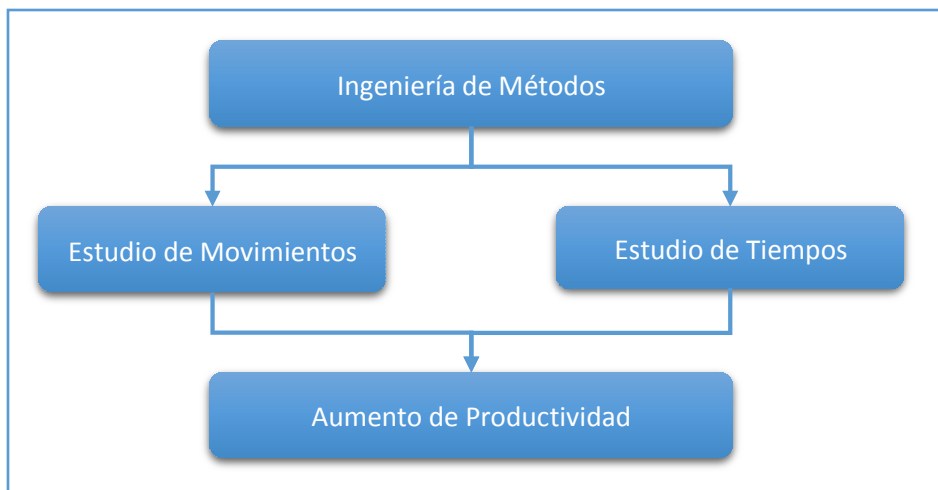 Ingeniería de Métodos
Estudio de Movimientos
Estudio de Tiempos
Aumento de Productividad